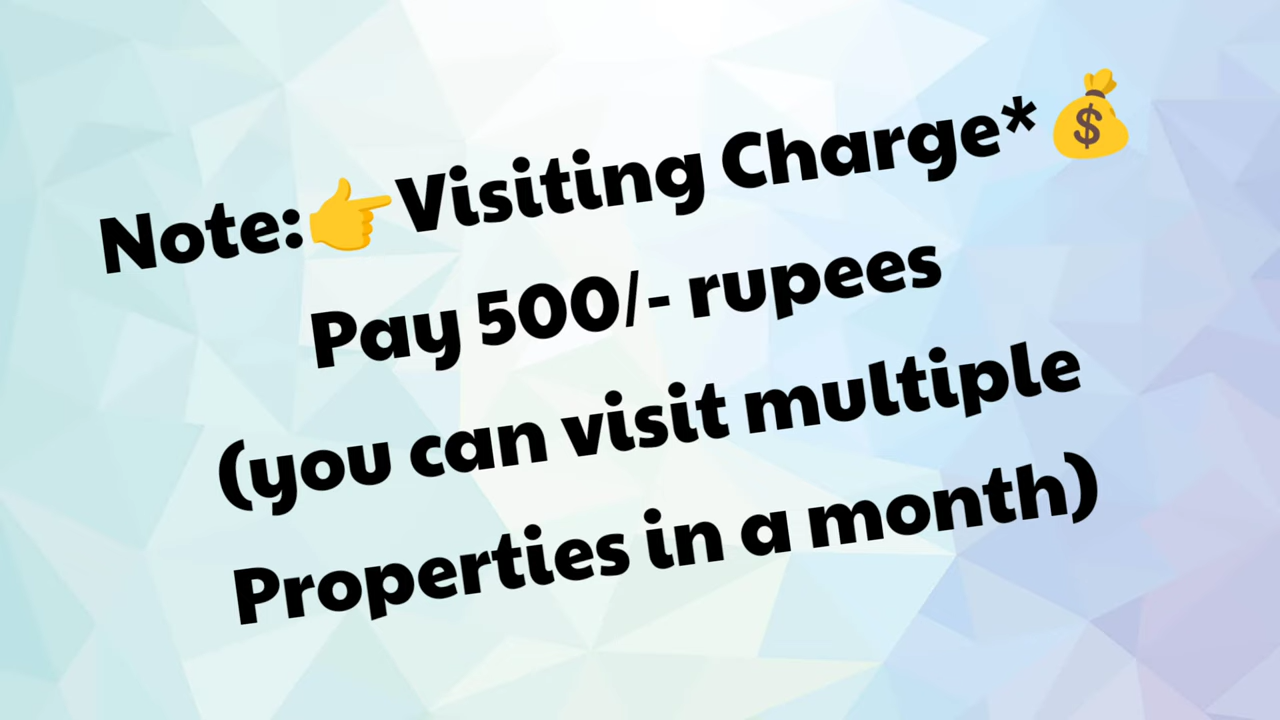 Note:👉Visiting Charge*💰
Pay 500/- rupees
(you can visit multiple
Properties in a month)